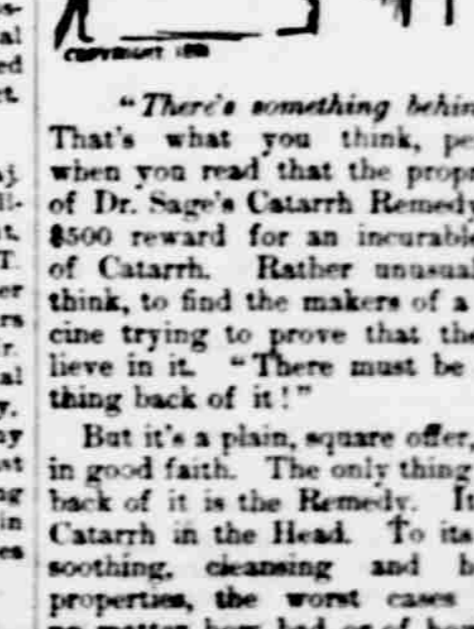 COPYRIGHT 189
"There's something behin
That's what you think, pe
when you read that the propr
of Dr. Sage's Catarrh Remedy
$500 reward for an incurable
of Catarrh. Rather unusual
think, to find the makers of a
cine trying to prove that the
lieve in it. "There must be
thing back of it!"
But it's a plain, square offer,
in good faith. The only thing
back of it is the Remedy. It
Catarrh in the Head. To its
soothing, cleansing and h
properties, the worst cases